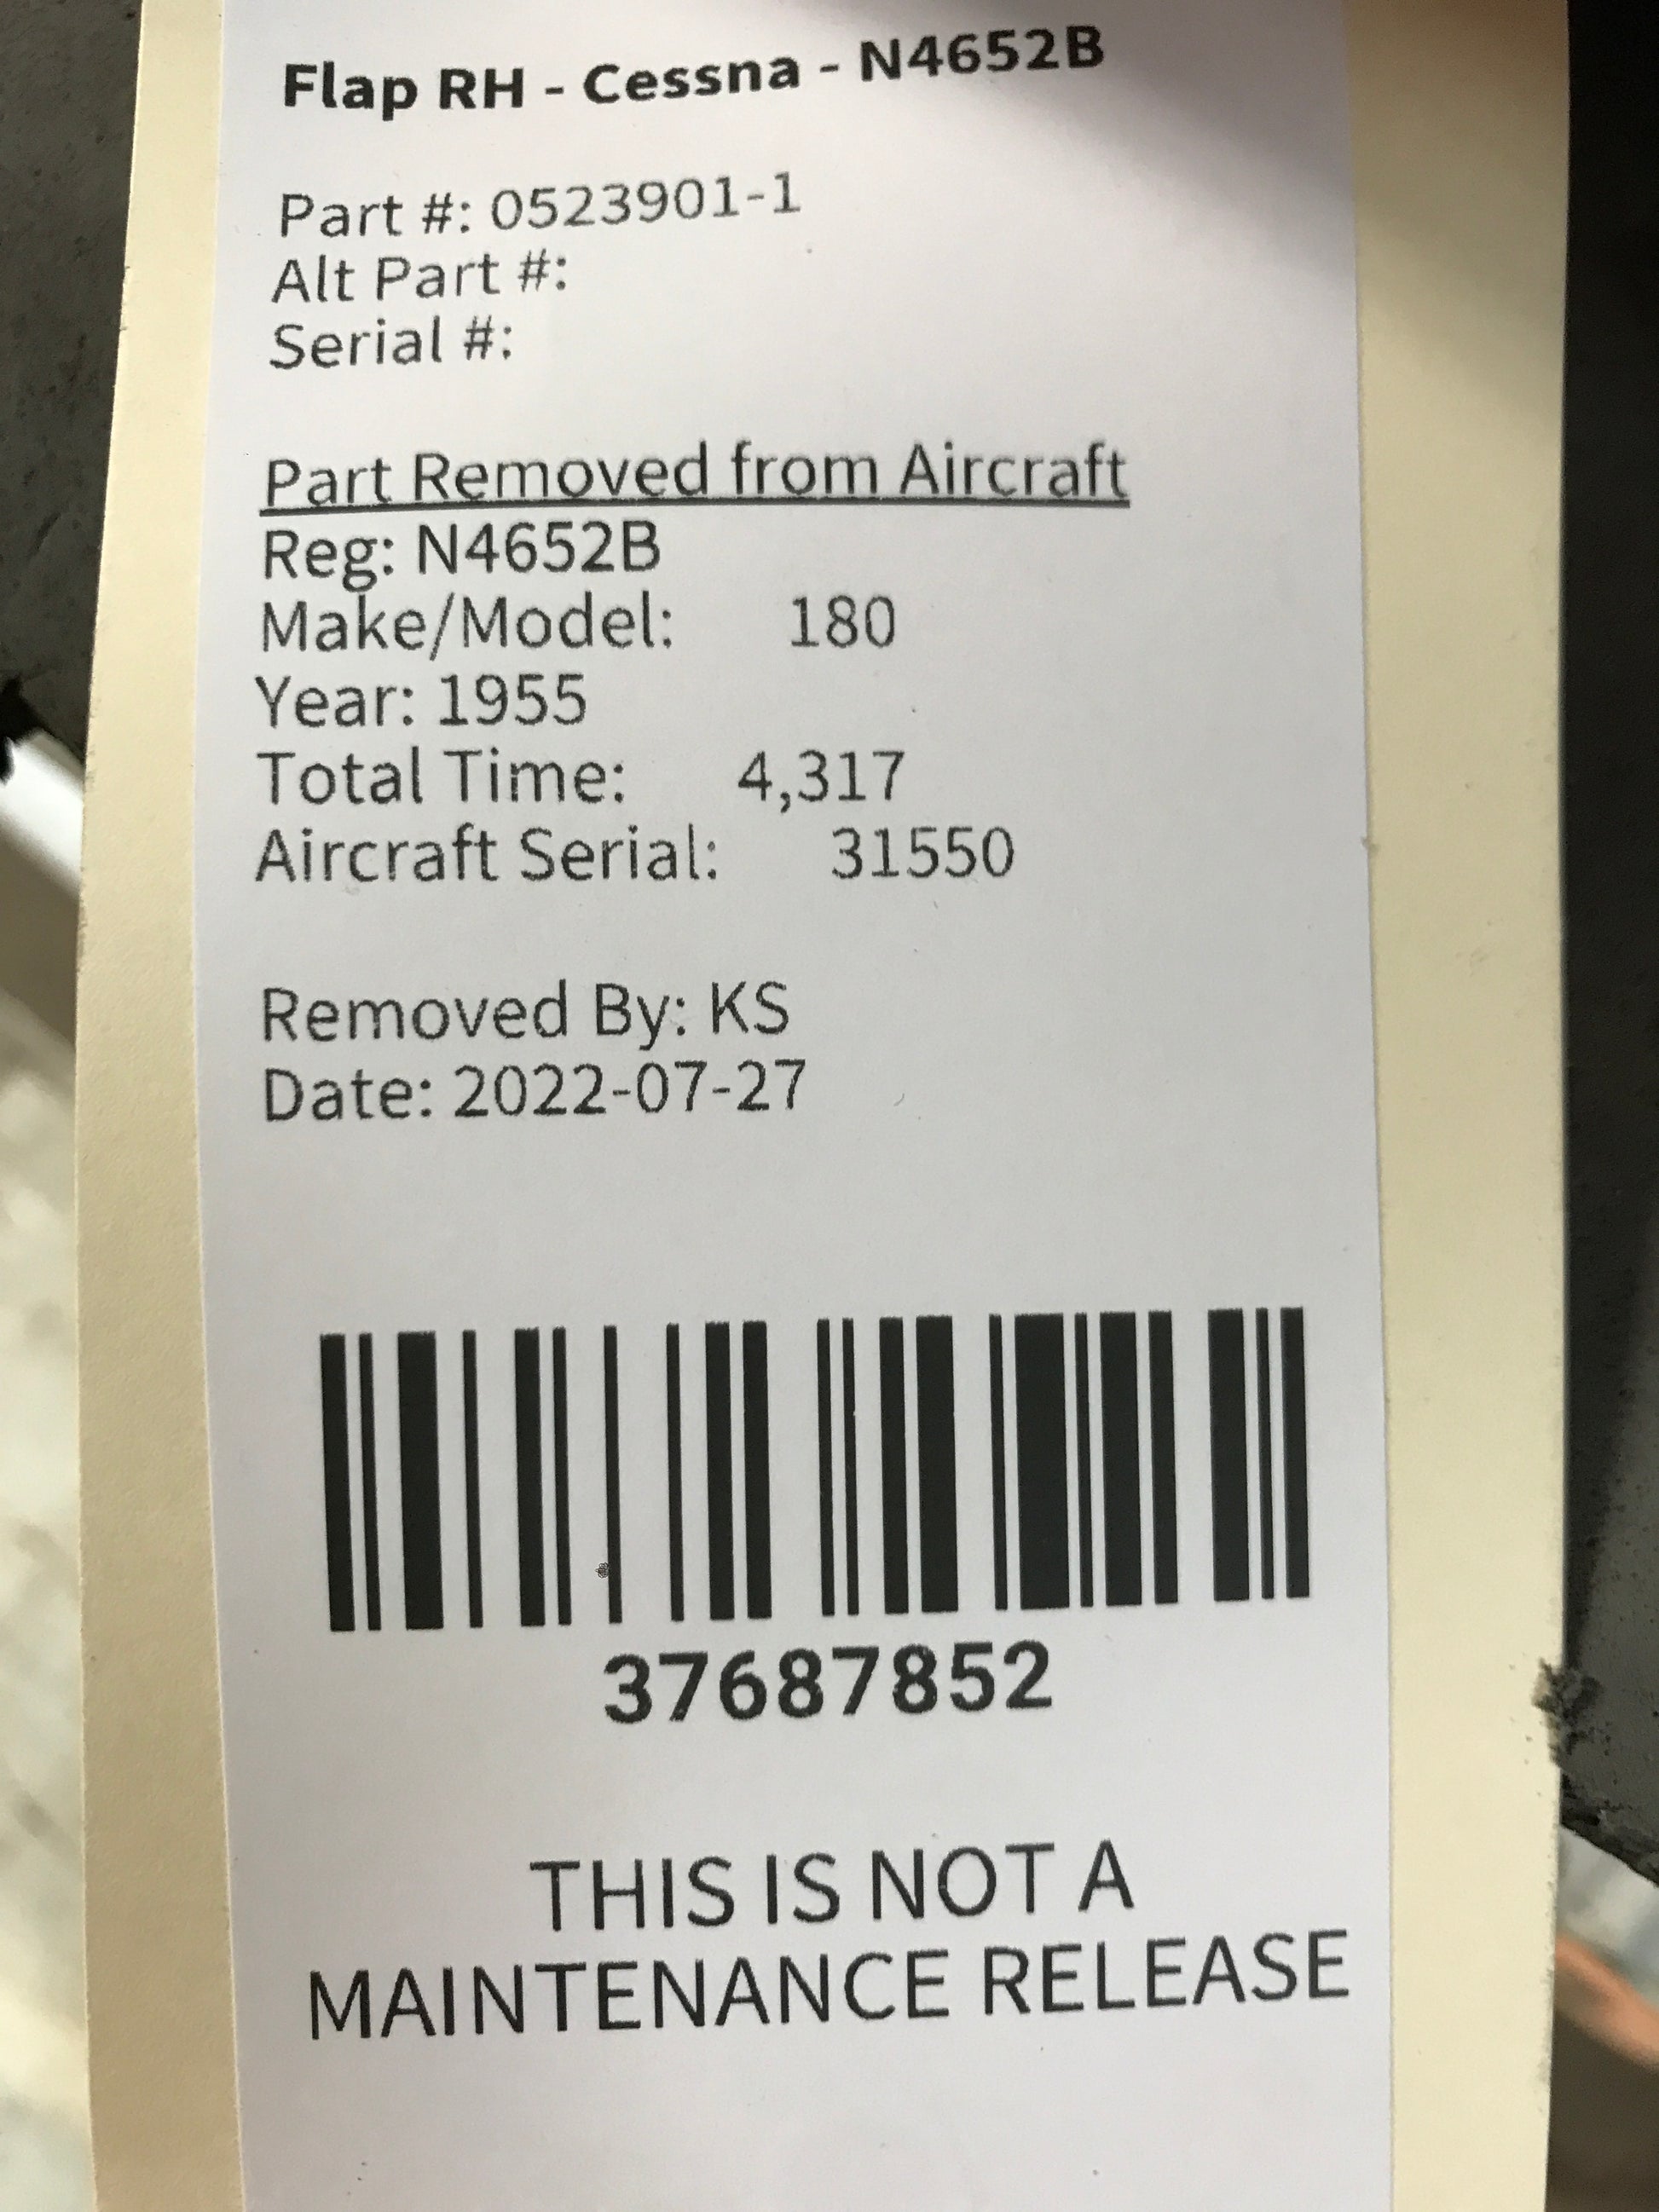 Flap RH - Cessna - N4652B
Part #: 0523901-1
Alt Part #:
Serial #:
Part Removed from Aircraft
Reg: N4652B
Make/Model: 180
Year: 1955
Total Time: 4,317
Aircraft Serial: 31550
Removed By: KS
Date: 2022-07-27
37687852
THIS IS NOT A
MAINTENANCE RELEASE